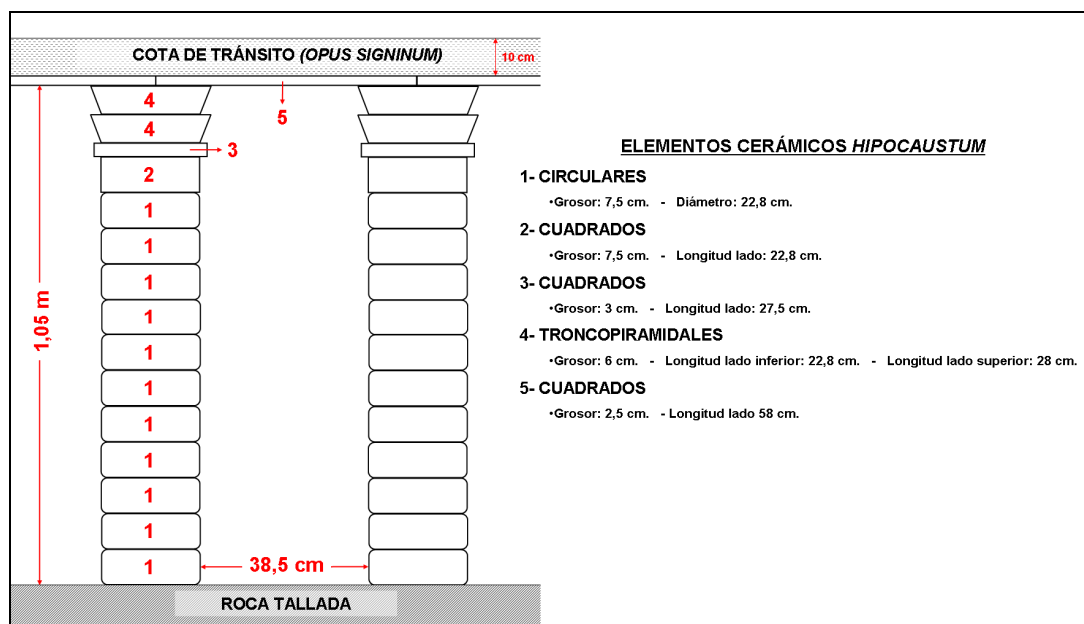 COTA DE TRÁNSITO (OPUS SIGNINUM)
10 cm
4
5
4
3
2
1
1
1
1
1
1
1
1
1
1
1
1,05 m
38,5 cm
ROCA TALLADA
ELEMENTOS CERÁMICOS HIPOCAUSTUM
1- CIRCULARES
•Grosor: 7,5 cm. - Diámetro: 22,8 cm.
2- CUADRADOS
•Grosor: 7,5 cm. - Longitud lado: 22,8 cm.
3- CUADRADOS
•Grosor: 3 cm. - Longitud lado: 27,5 cm.
4- TRONCOPIRAMIDALES
•Grosor: 6 cm. - Longitud lado inferior: 22,8 cm. - Longitud lado superior: 28 cm.
5- CUADRADOS
•Grosor: 2,5 cm. -Longitud lado 58 cm.